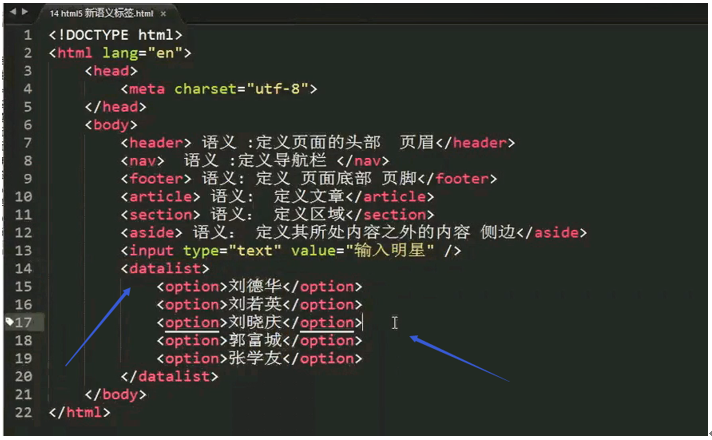 14 html5 新语义标签.html ×
1 <!DOCTYPE html>
2 <html lang="en">
3 <head>
4 <meta charset="utf-8">
5 </head>
6 <body>
7 <header> 语义 :定义页面的头部  页眉</header>
8 <nav>  语义 :定义导航栏 </nav>
9 <footer> 语义: 定义 页面底部 页脚</footer>
10 <article> 语义:  定义文章</article>
11 <section> 语义:  定义区域</section>
12 <aside> 语义:  定义其所处内容之外的内容 侧边</aside>
13 <input type="text" value="输入明星" />
14 <datalist>
15 <option>刘德华</option>
16 <option>刘若英</option>
17 <option>刘晓庆</option>
18 <option>郭富城</option>
19 <option>张学友</option>
20 </datalist>
21 </body>
22 </html>